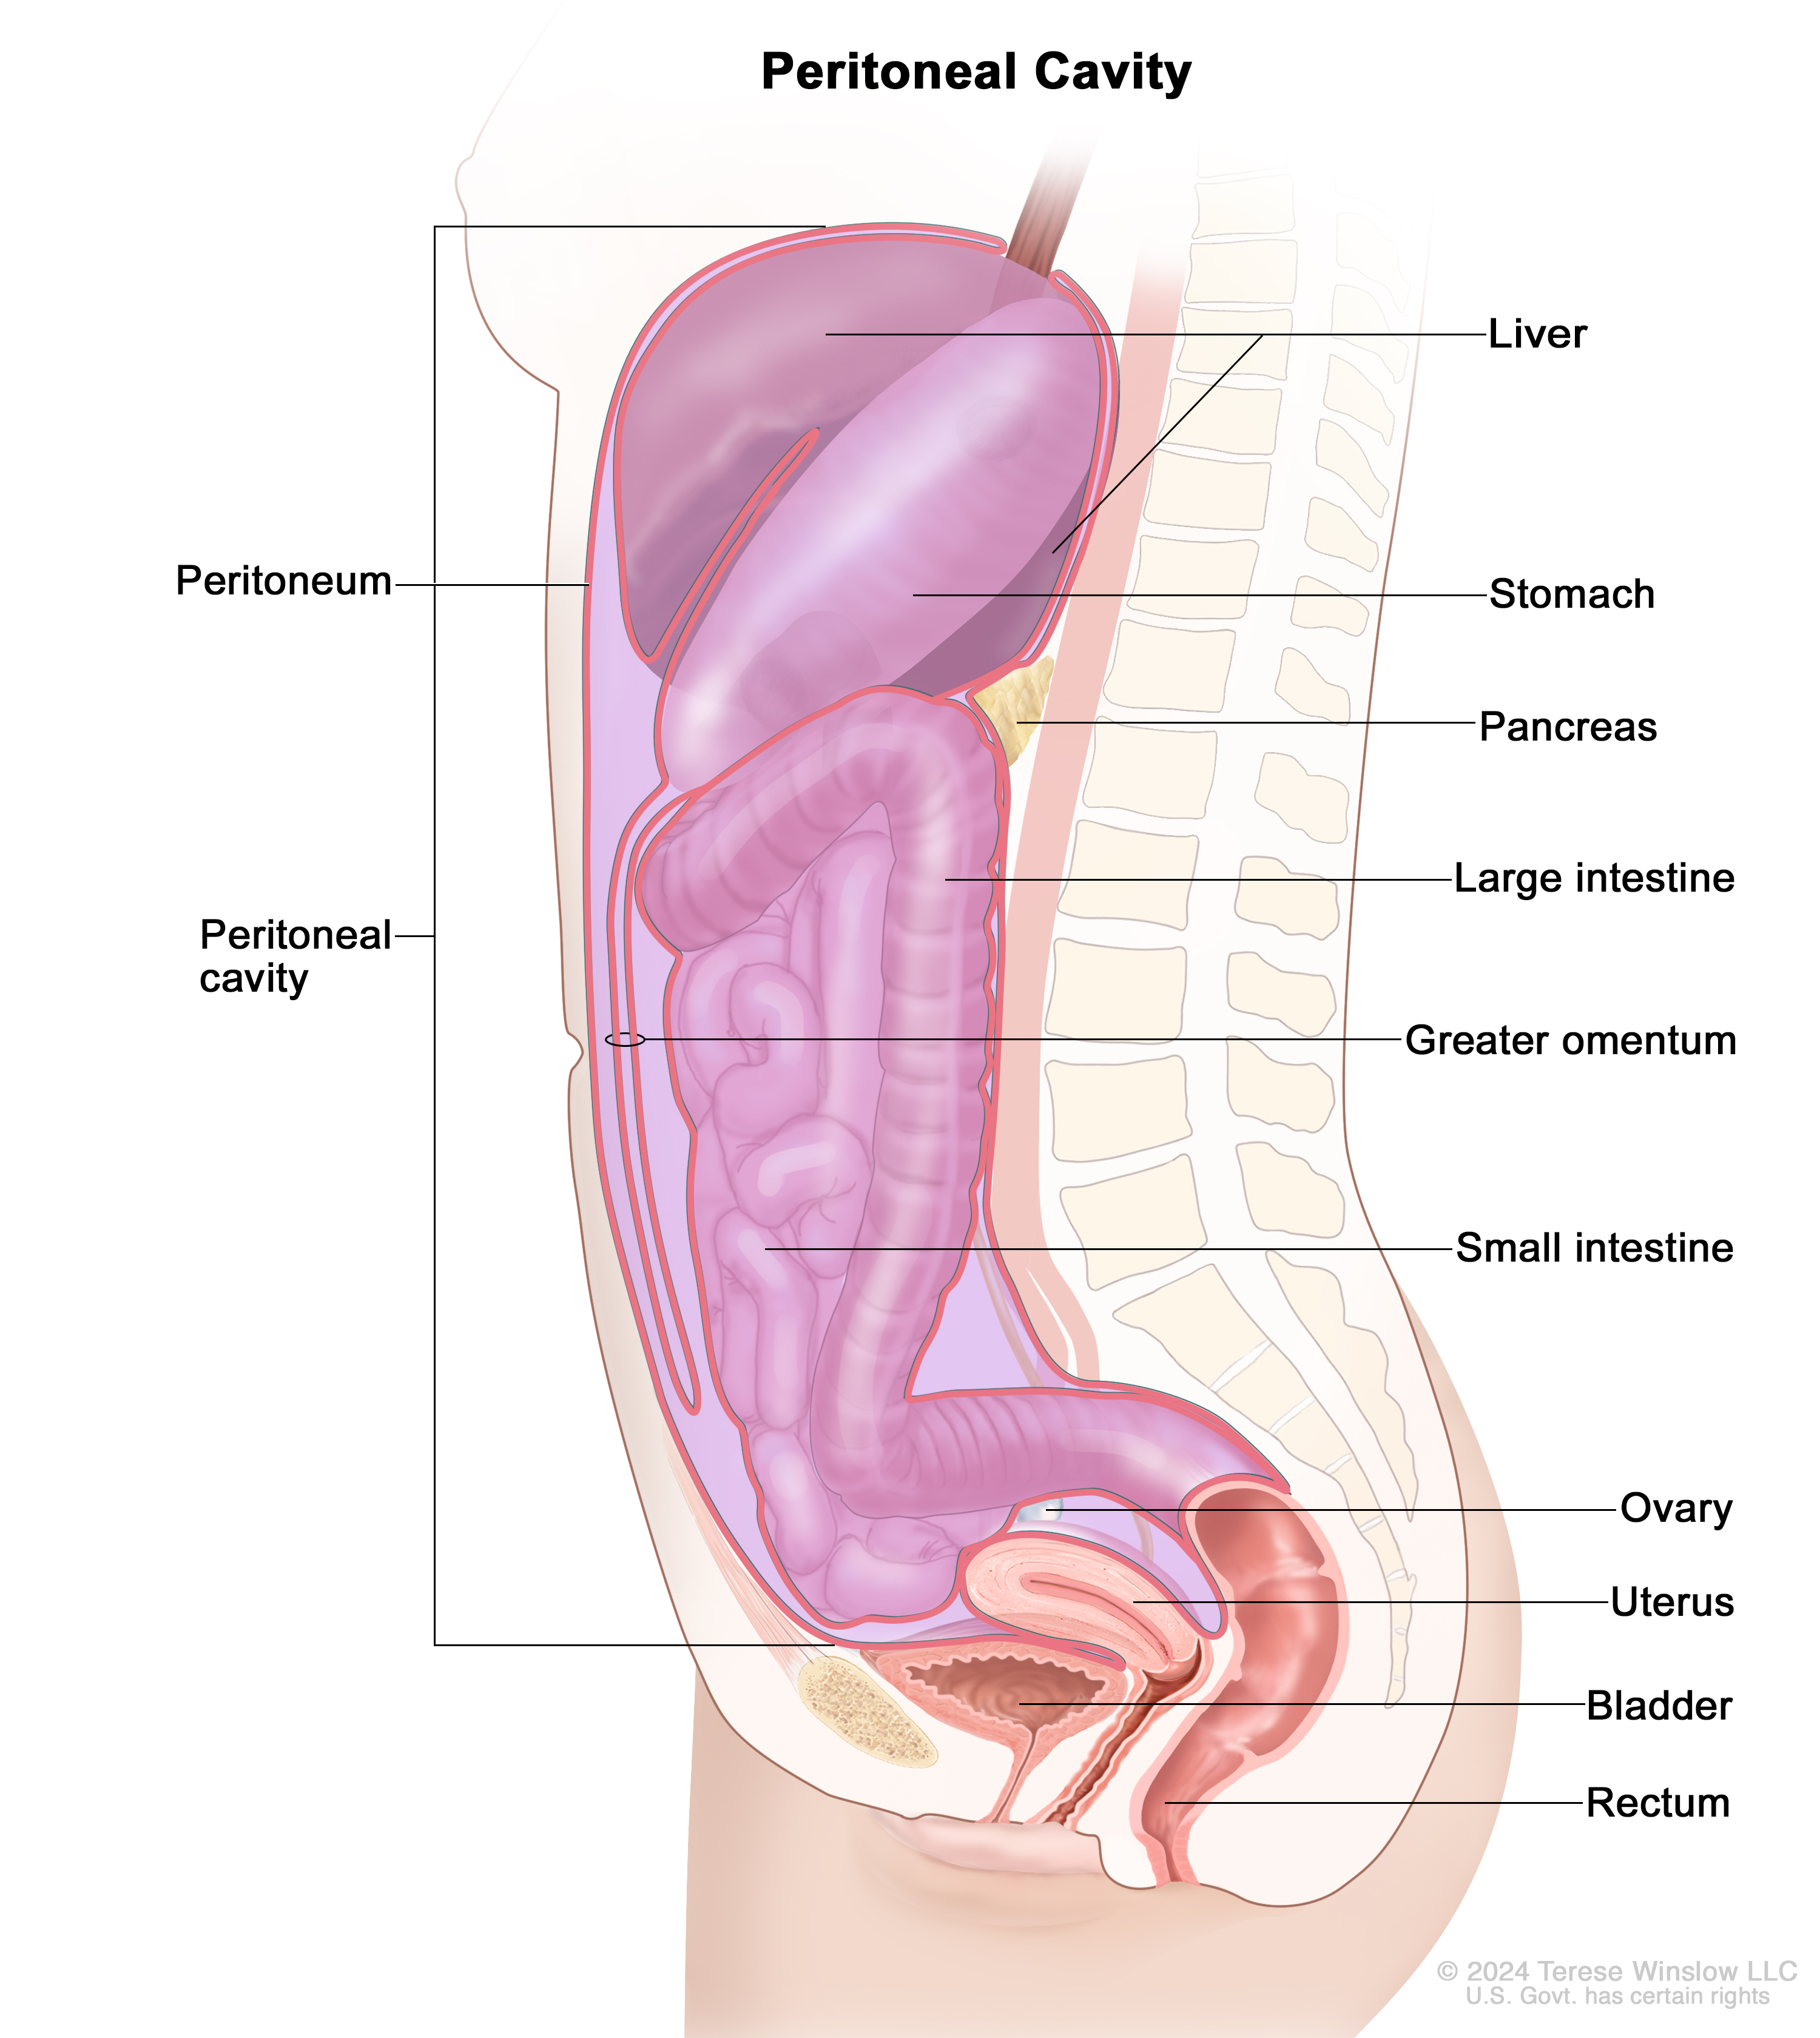 Peritoneal Cavity
Liver
Peritoneum
Stomach
Pancreas
Large intestine
Peritoneal
cavity
Greater omentum
Small intestine
Ovary
Uterus
Bladder
Rectum
© 2024 Terese Winslow LLC
U.S. Govt. has certain rights